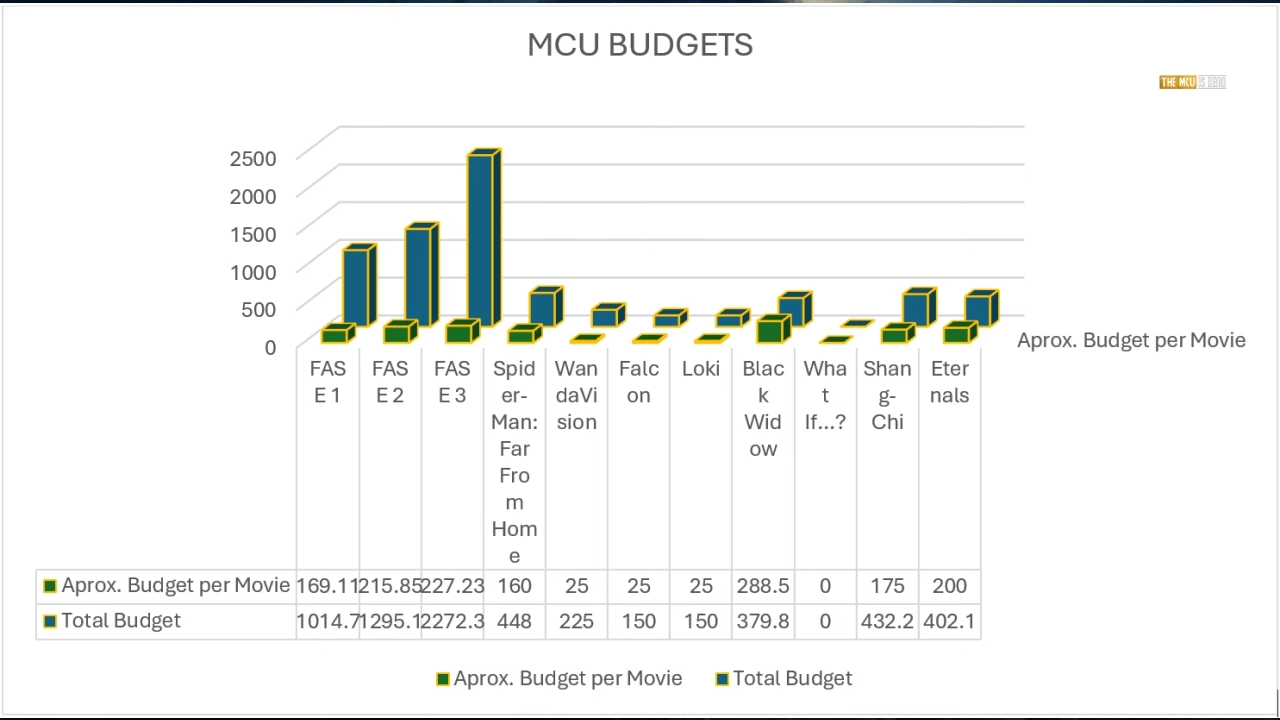 MCU BUDGETS
THE MCU IS DEAD
2500
2000
1500
1000
500
0
Aprox. Budget per Movie
FAS
E 1
FAS
E 2
FAS
E 3
Spid
er-
Man:
Far
Fro
m
Hom
e
Wan
daVi
sion
Falc
on
Loki
Blac
k
Wid
ow
Wha
t
If...?
Shan
g-
Chi
Eter
nals
Aprox. Budget per Movie 169.11 215.85 227.23 160 25 25 25 288.5 0 175 200
Total Budget 1014.7 1295.1 2272.3 448 225 150 150 379.8 0 432.2 402.1
Aprox. Budget per Movie Total Budget